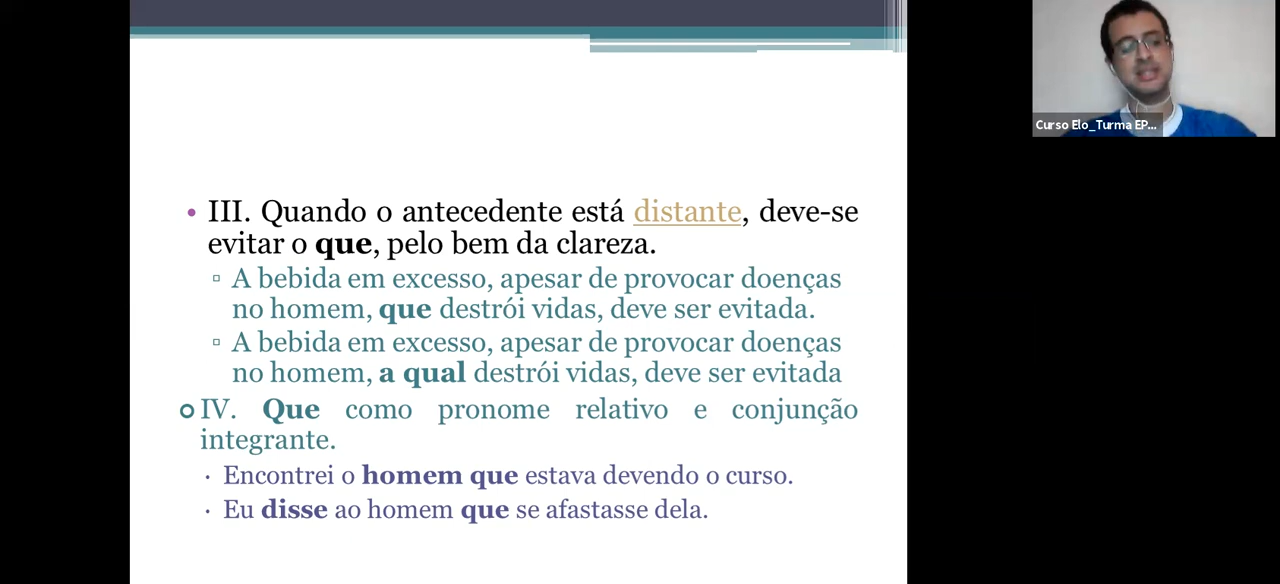 Curso Elo_Turma EP...
• III. Quando o antecedente está distante, deve-se
evitar o que, pelo bem da clareza.
▫ A bebida em excesso, apesar de provocar doenças
no homem, que destrói vidas, deve ser evitada.
▫ A bebida em excesso, apesar de provocar doenças
no homem, a qual destrói vidas, deve ser evitada
IV. Que como pronome relativo e conjunção
integrante.
· Encontrei o homem que estava devendo o curso.
· Eu disse ao homem que se afastasse dela.